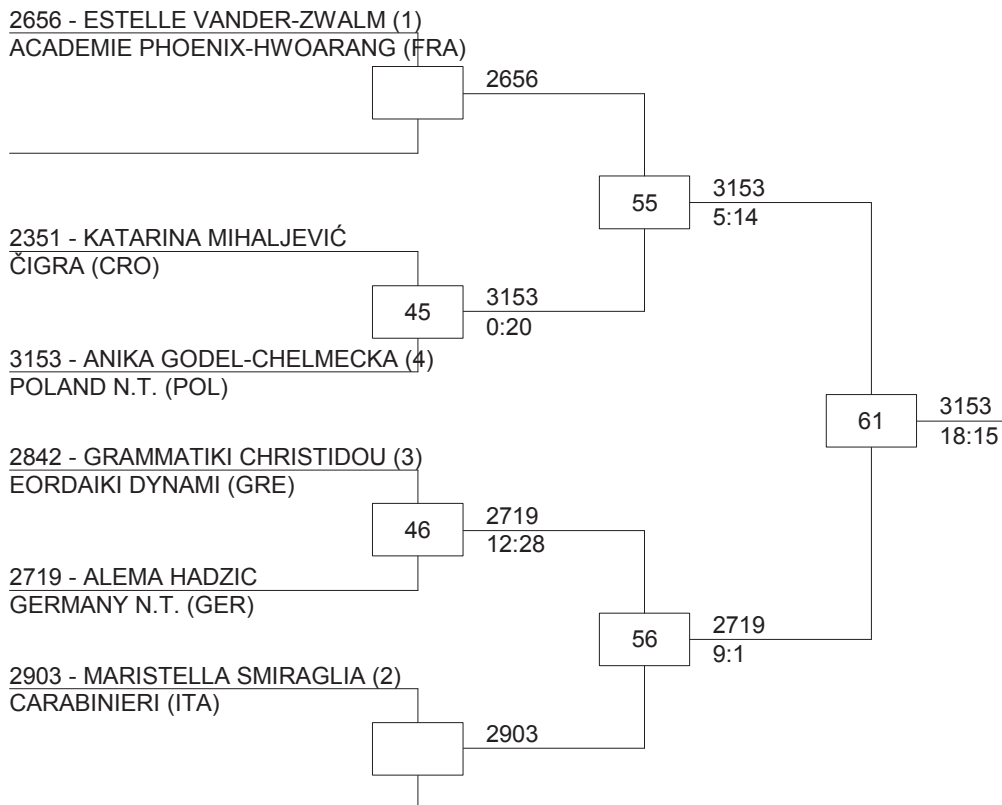 2656 - ESTELLE VANDER-ZWALM (1)
ACADEMIE PHOENIX-HWOARANG (FRA)
2656
55
3153
5:14
2351 - KATARINA MIHALJEVIĆ
ČIGRA (CRO)
45
3153
0:20
3153 - ANIKA GODEL-CHELMECKA (4)
POLAND N.T. (POL)
61
3153
18:15
2842 - GRAMMATIKI CHRISTIDOU (3)
EORDAIKI DYNAMI (GRE)
46
2719
12:28
2719 - ALEMA HADZIC
GERMANY N.T. (GER)
56
2719
9:1
2903 - MARISTELLA SMIRAGLIA (2)
CARABINIERI (ITA)
2903